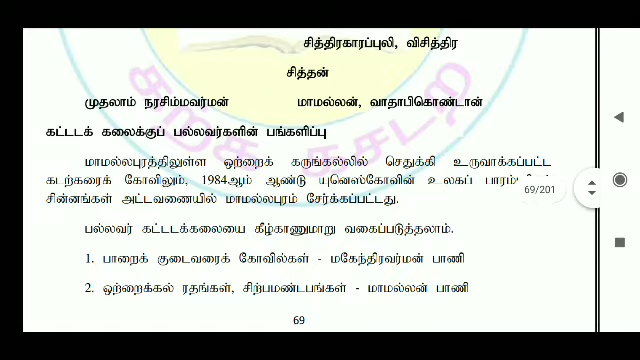 சித்திரகாரப்புலி, விசித்திர
சித்தன்
முதலாம் நரசிம்மவர்மன் மாமல்லன், வாதாபிகொண்டான்
கட்டடக் கலைக்குப் பல்லவர்களின் பங்களிப்பு
மாமல்லபுரத்திலுள்ள ஒற்றைக் கருங்கல்லில் செதுக்கி உருவாக்கப்பட்ட
கடற்கரைக் கோவிலும், 1984ஆம் ஆண்டு யுனெஸ்கோவின் உலகப்
சின்னங்கள் அட்டவணையில் மாமல்லபுரம் சேர்க்கப்பட்டது.
69/201
பல்லவர் கட்டடக்கலையை கீழ்காணுமாறு வகைப்படுத்தலாம்.
1. பாறைக் குடைவரைக் கோவில்கள் - மகேந்திரவர்மன் பாணி
2. ஒற்றைக்கல் ரதங்கள், சிற்பமண்டபங்கள் - மாமல்லன் பாணி
69